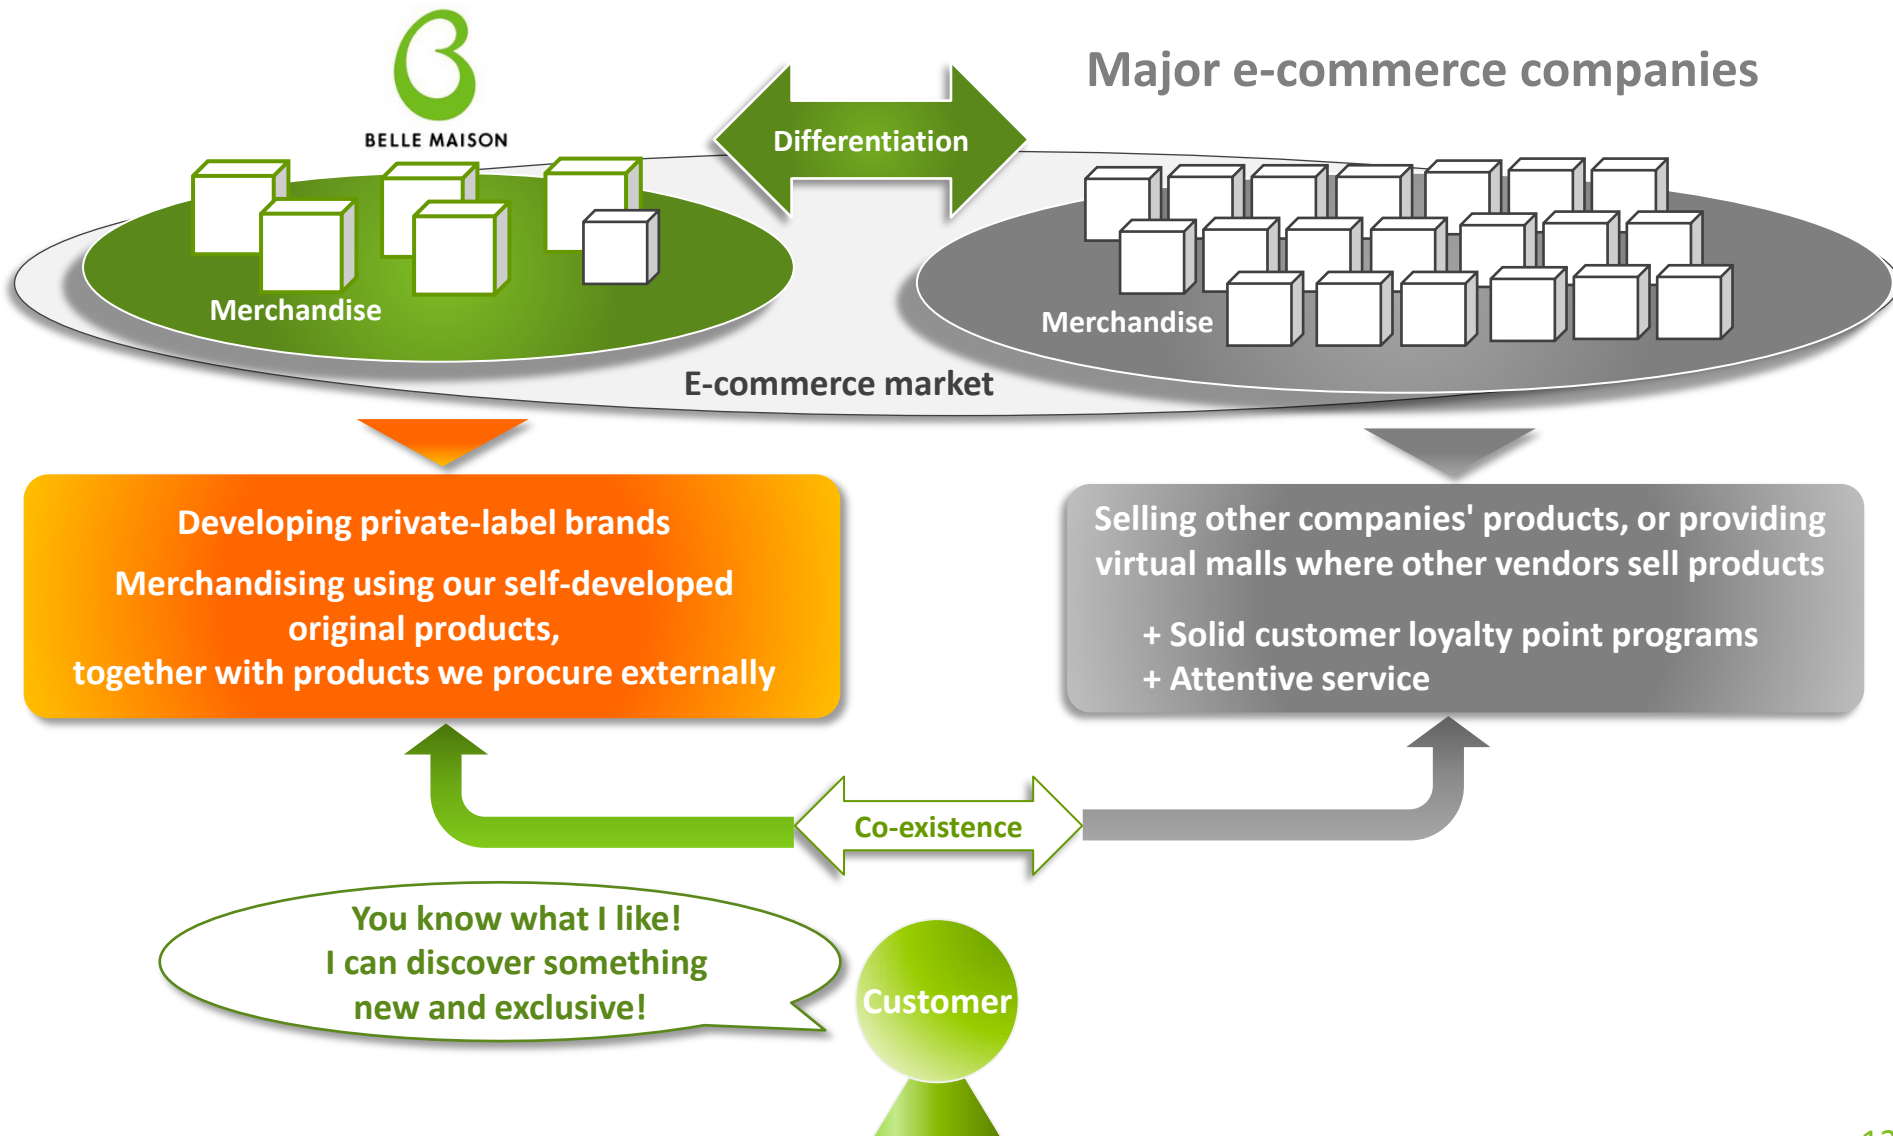 BELLE MAISON
Differentiation
Major e-commerce companies
Merchandise
Merchandise
E-commerce market
Developing private-label brands
Merchandising using our self-developed
original products,
together with products we procure externally
Selling other companies' products, or providing
virtual malls where other vendors sell products
+ Solid customer loyalty point programs
+ Attentive service
Co-existence
You know what I like!
I can discover something
new and exclusive!
Customer